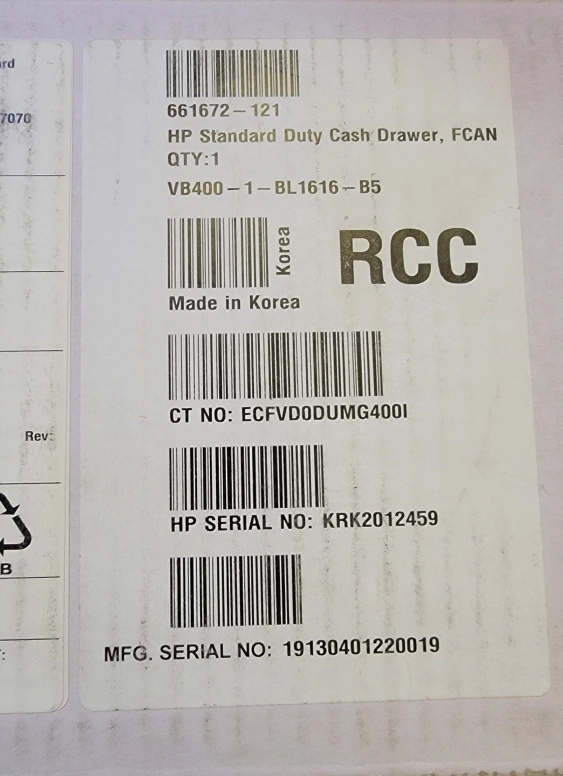 7070
661672-121
HP Standard Duty Cash Drawer, FCAN
QTY:1
VB400-1-BL1616-B5
Korea
RCC
Made in Korea
CT NO: ECFVD0DUMG400I
Rev:
HP SERIAL NO: KRK2012459
B
MFG. SERIAL NO: 19130401220019